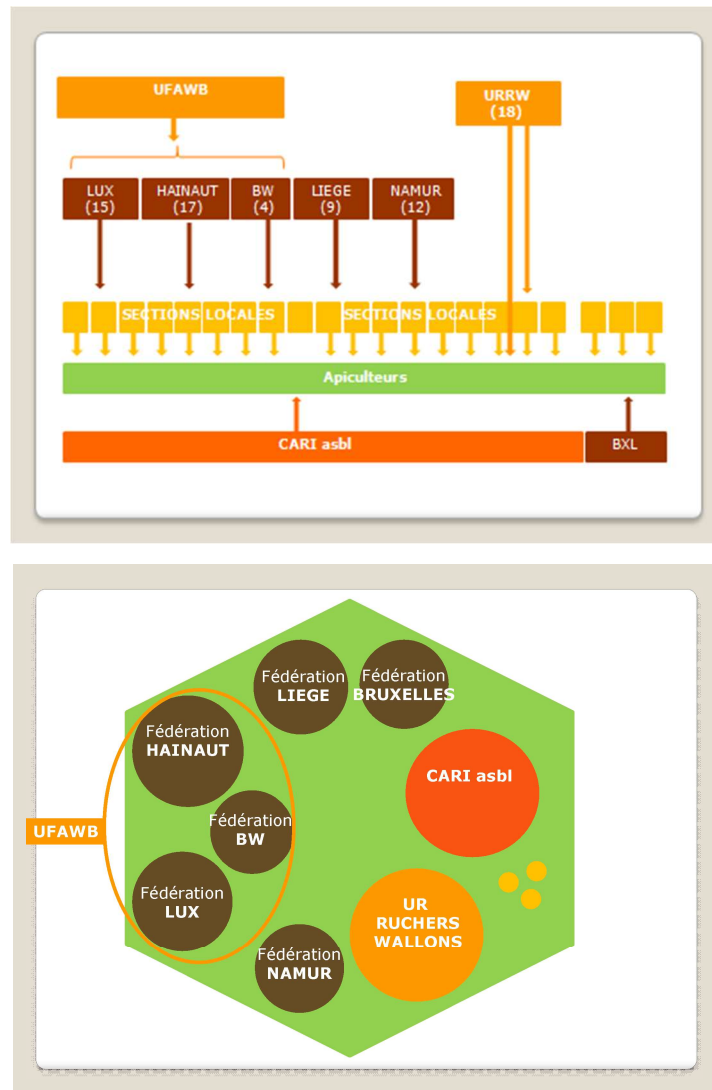 UFAWB
URRW
(18)
LUX
(15)
HAINAUT
(17)
BW
(4)
LIEGE
(9)
NAMUR
(12)
SECTIONS LOCALES
SECTIONS LOCALES
Apiculteurs
CARI asbl
BXL
Fédération
LIEGE
Fédération
BRUXELLES
Fédération
HAINAUT
CARI asbl
Fédération
BW
UFAWB
Fédération
LUX
UR
RUCHERS
WALLONS
Fédération
NAMUR